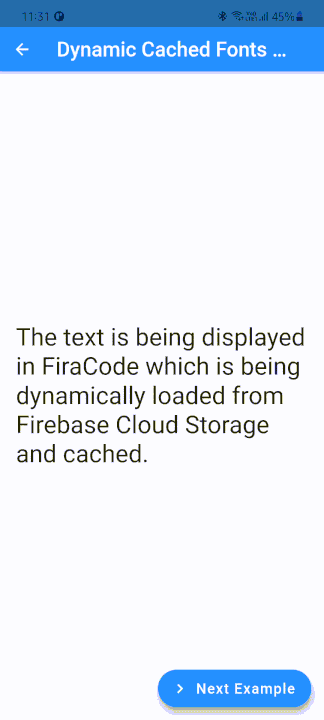 11:31
45%
Dynamic Cached Fonts ...
The text is being displayed
in FiraCode which is being
dynamically loaded from
Firebase Cloud Storage
and cached.
Next Example